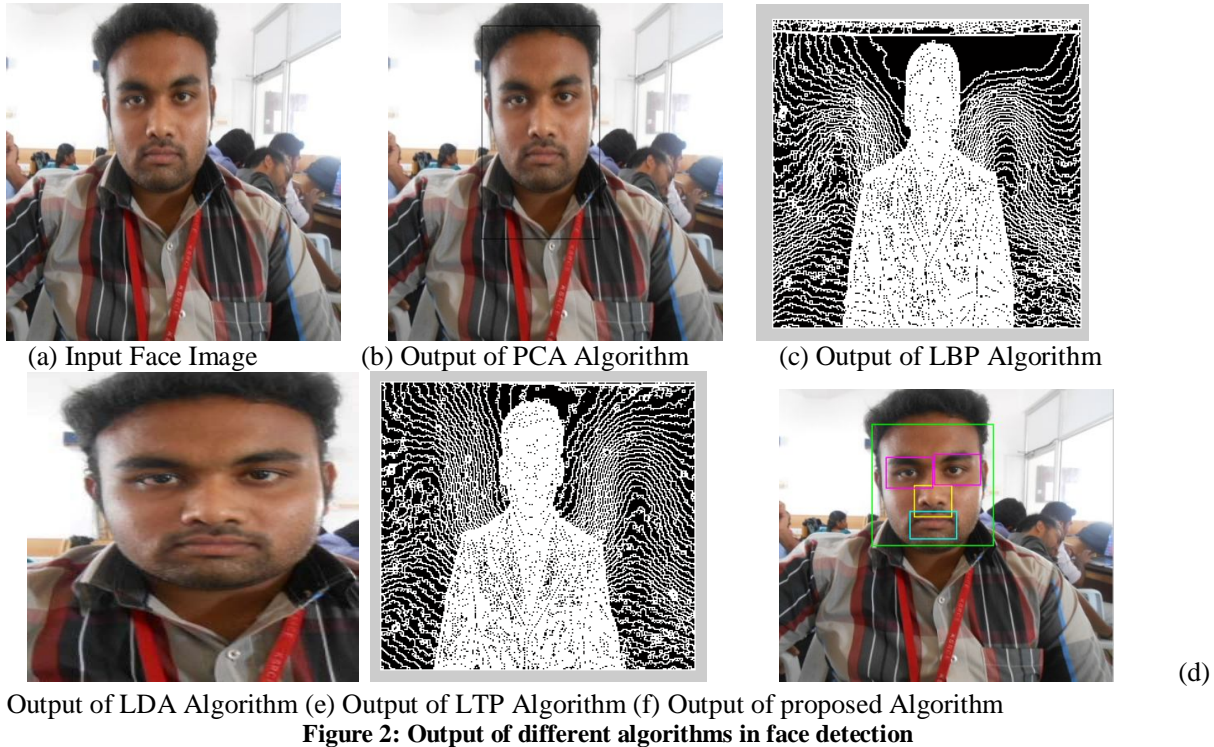 (a) Input Face Image (b) Output of PCA Algorithm (c) Output of LBP Algorithm
(d)
Output of LDA Algorithm (e) Output of LTP Algorithm (f) Output of proposed Algorithm
Figure 2: Output of different algorithms in face detection